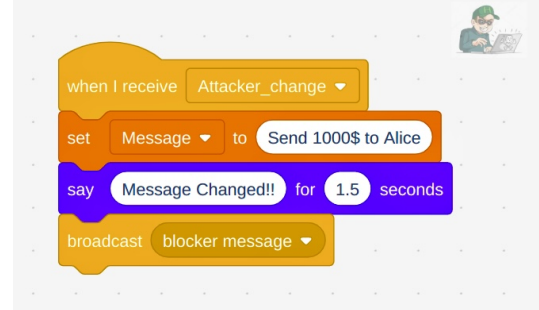 when I receive Attacker_change
set Message to Send 1000$ to Alice
say Message Changed!! for 1.5 seconds
broadcast blocker message